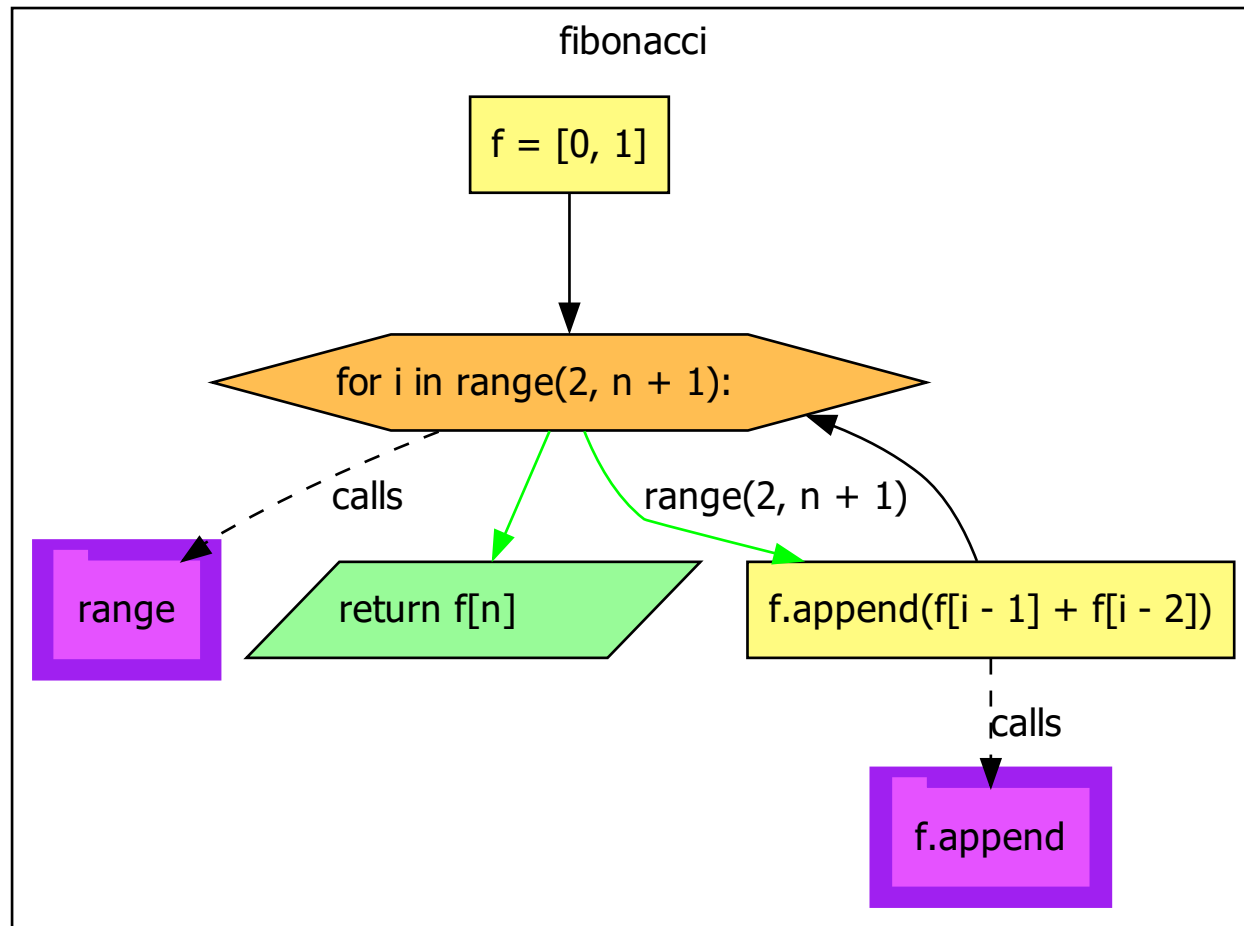 fibonacci
f = [0, 1]
for i in range(2, n + 1):
calls
range(2, n + 1)
range
return f[n]
f.append(f[i - 1] + f[i - 2])
calls
f.append